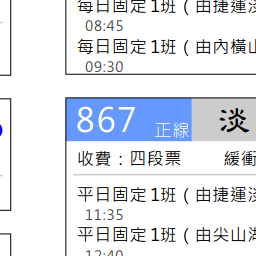 每日固定 1班（由捷運淡
08:45
每日固定 1班（由內橫山
09:30
867 正線 淡
收費：四段票 緩衝
平日固定 1班（由捷運淡
11:35
平日固定 1班（由尖山湖
12:40